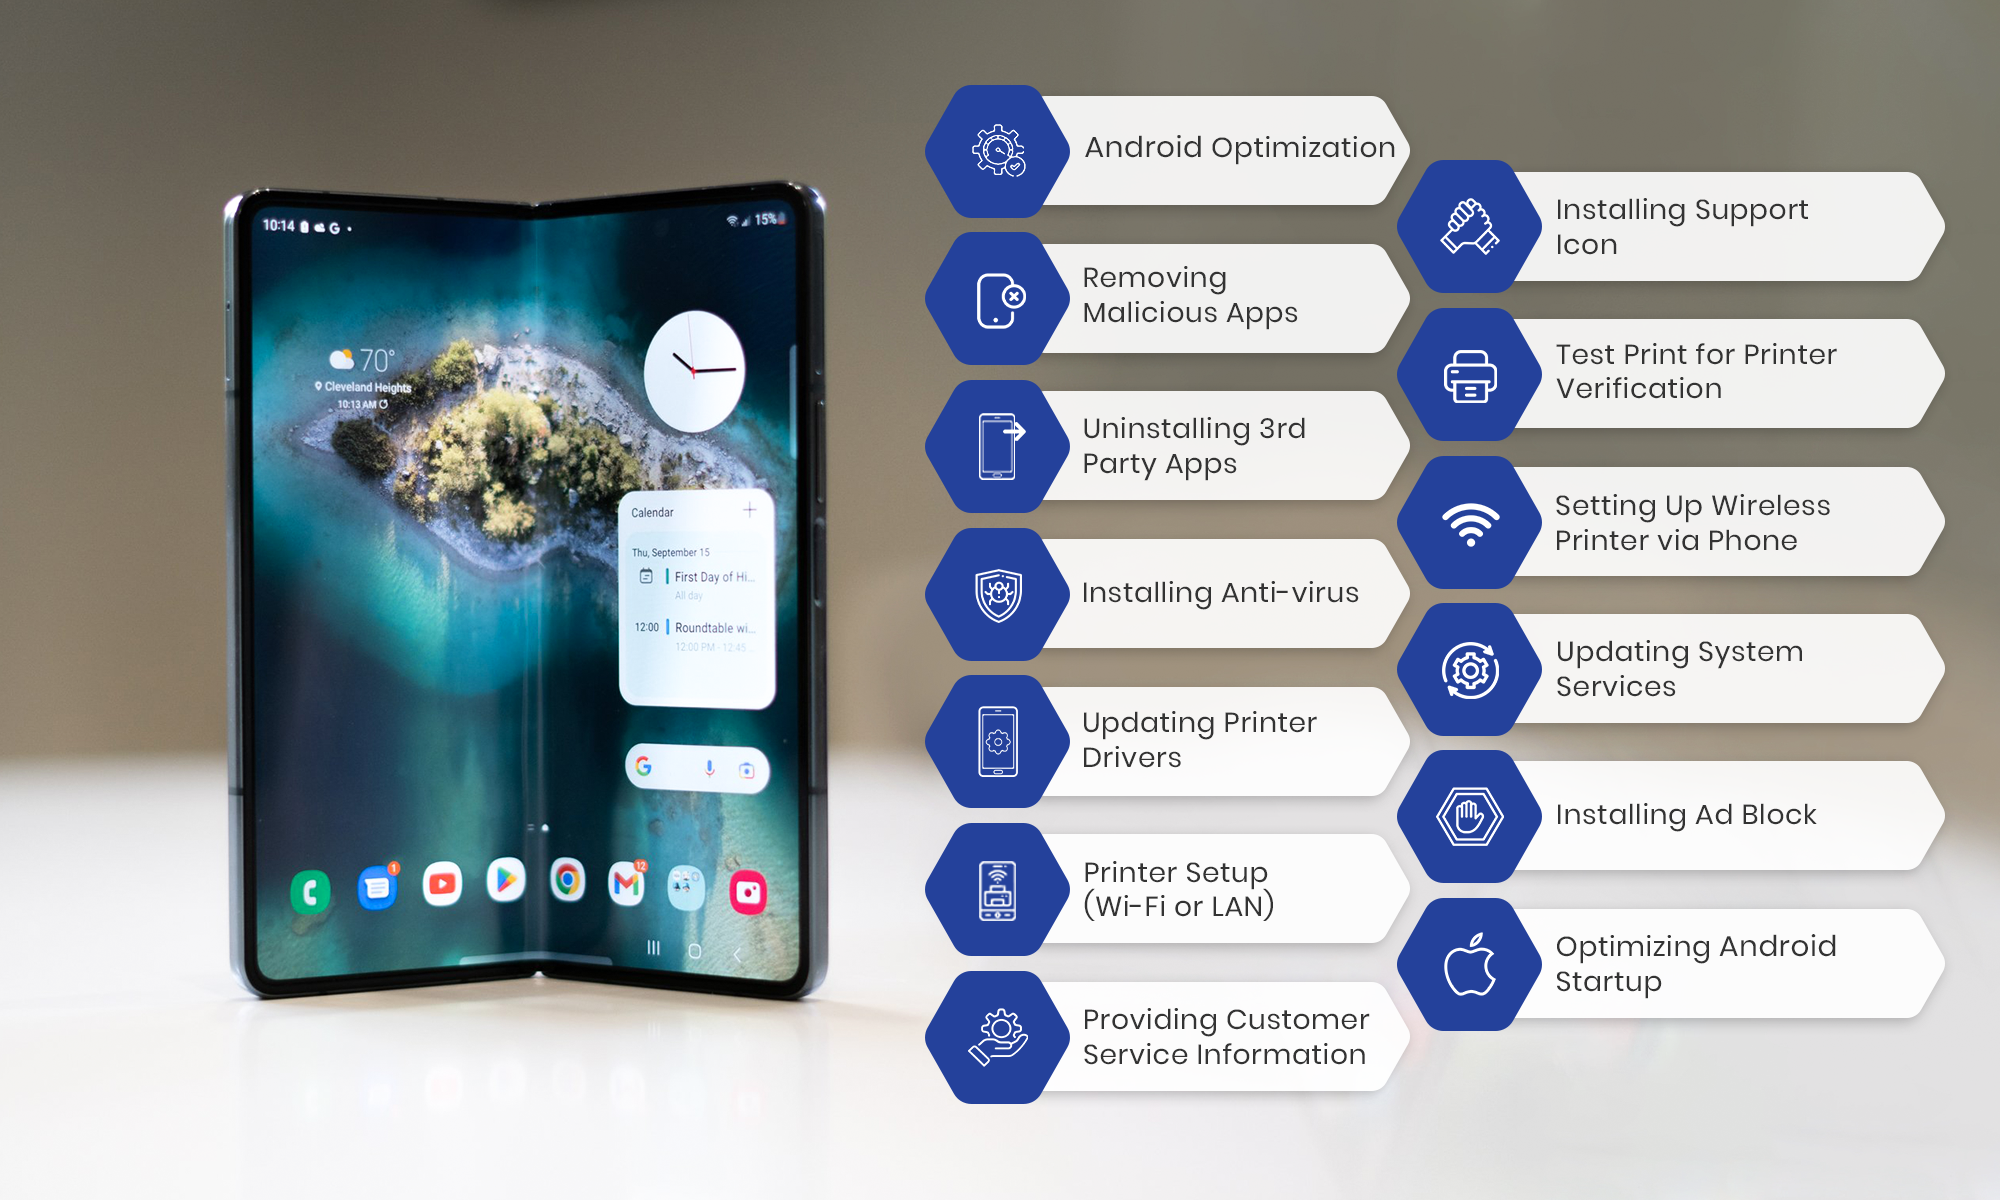 10:14
G
15%
70°
Cleveland Heights
10:13 AM
Calendar
Thu, September 15
First Day of Hi...
All day
12:00
Roundtable wi...
12:00 PM - 12:45
1
12
Android Optimization
Removing
Malicious Apps
Uninstalling 3rd
Party Apps
Installing Anti-virus
Updating Printer
Drivers
Printer Setup
(Wi-Fi or LAN)
Providing Customer
Service Information
Installing Support
Icon
Test Print for Printer
Verification
Setting Up Wireless
Printer via Phone
Updating System
Services
Installing Ad Block
Optimizing Android
Startup